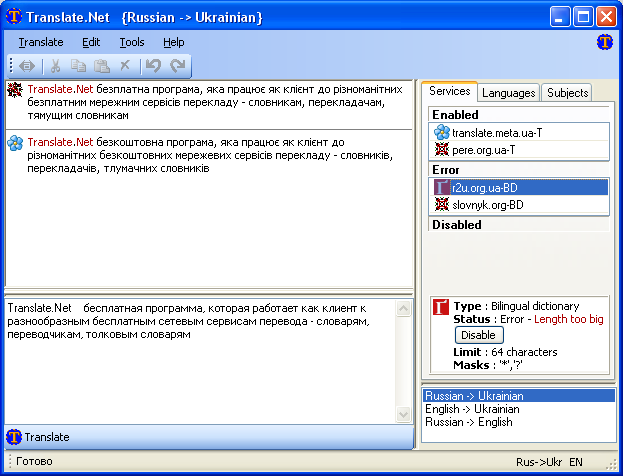 Translate.Net {Russian -> Ukrainian}
Translate Edit Tools Help
Translate.Net безплатна програма, яка працює як клієнт до різноманітних
безплатним мережним сервісів перекладу - словникам, перекладачам,
тямущим словникам
Translate.Net безкоштовна програма, яка працює як клієнт до
різноманітних безкоштовних мережевих сервісів перекладу - словників,
перекладачів, тлумачних словників
Translate.Net бесплатная программа, которая работает как клиент к
разнообразным бесплатным сетевым сервисам перевода - словарям,
переводчикам, толковым словарям
Translate
Services Languages Subjects
Enabled
translate.meta.ua-T
pere.org.ua-T
Error
r2u.org.ua-BD
slovnyk.org-BD
Disabled
Type : Bilingual dictionary
Status : Error - Length too big
Disable
Limit : 64 characters
Masks : '*','?'
Russian -> Ukrainian
English -> Ukrainian
Russian -> English
Готово Rus->Ukr EN